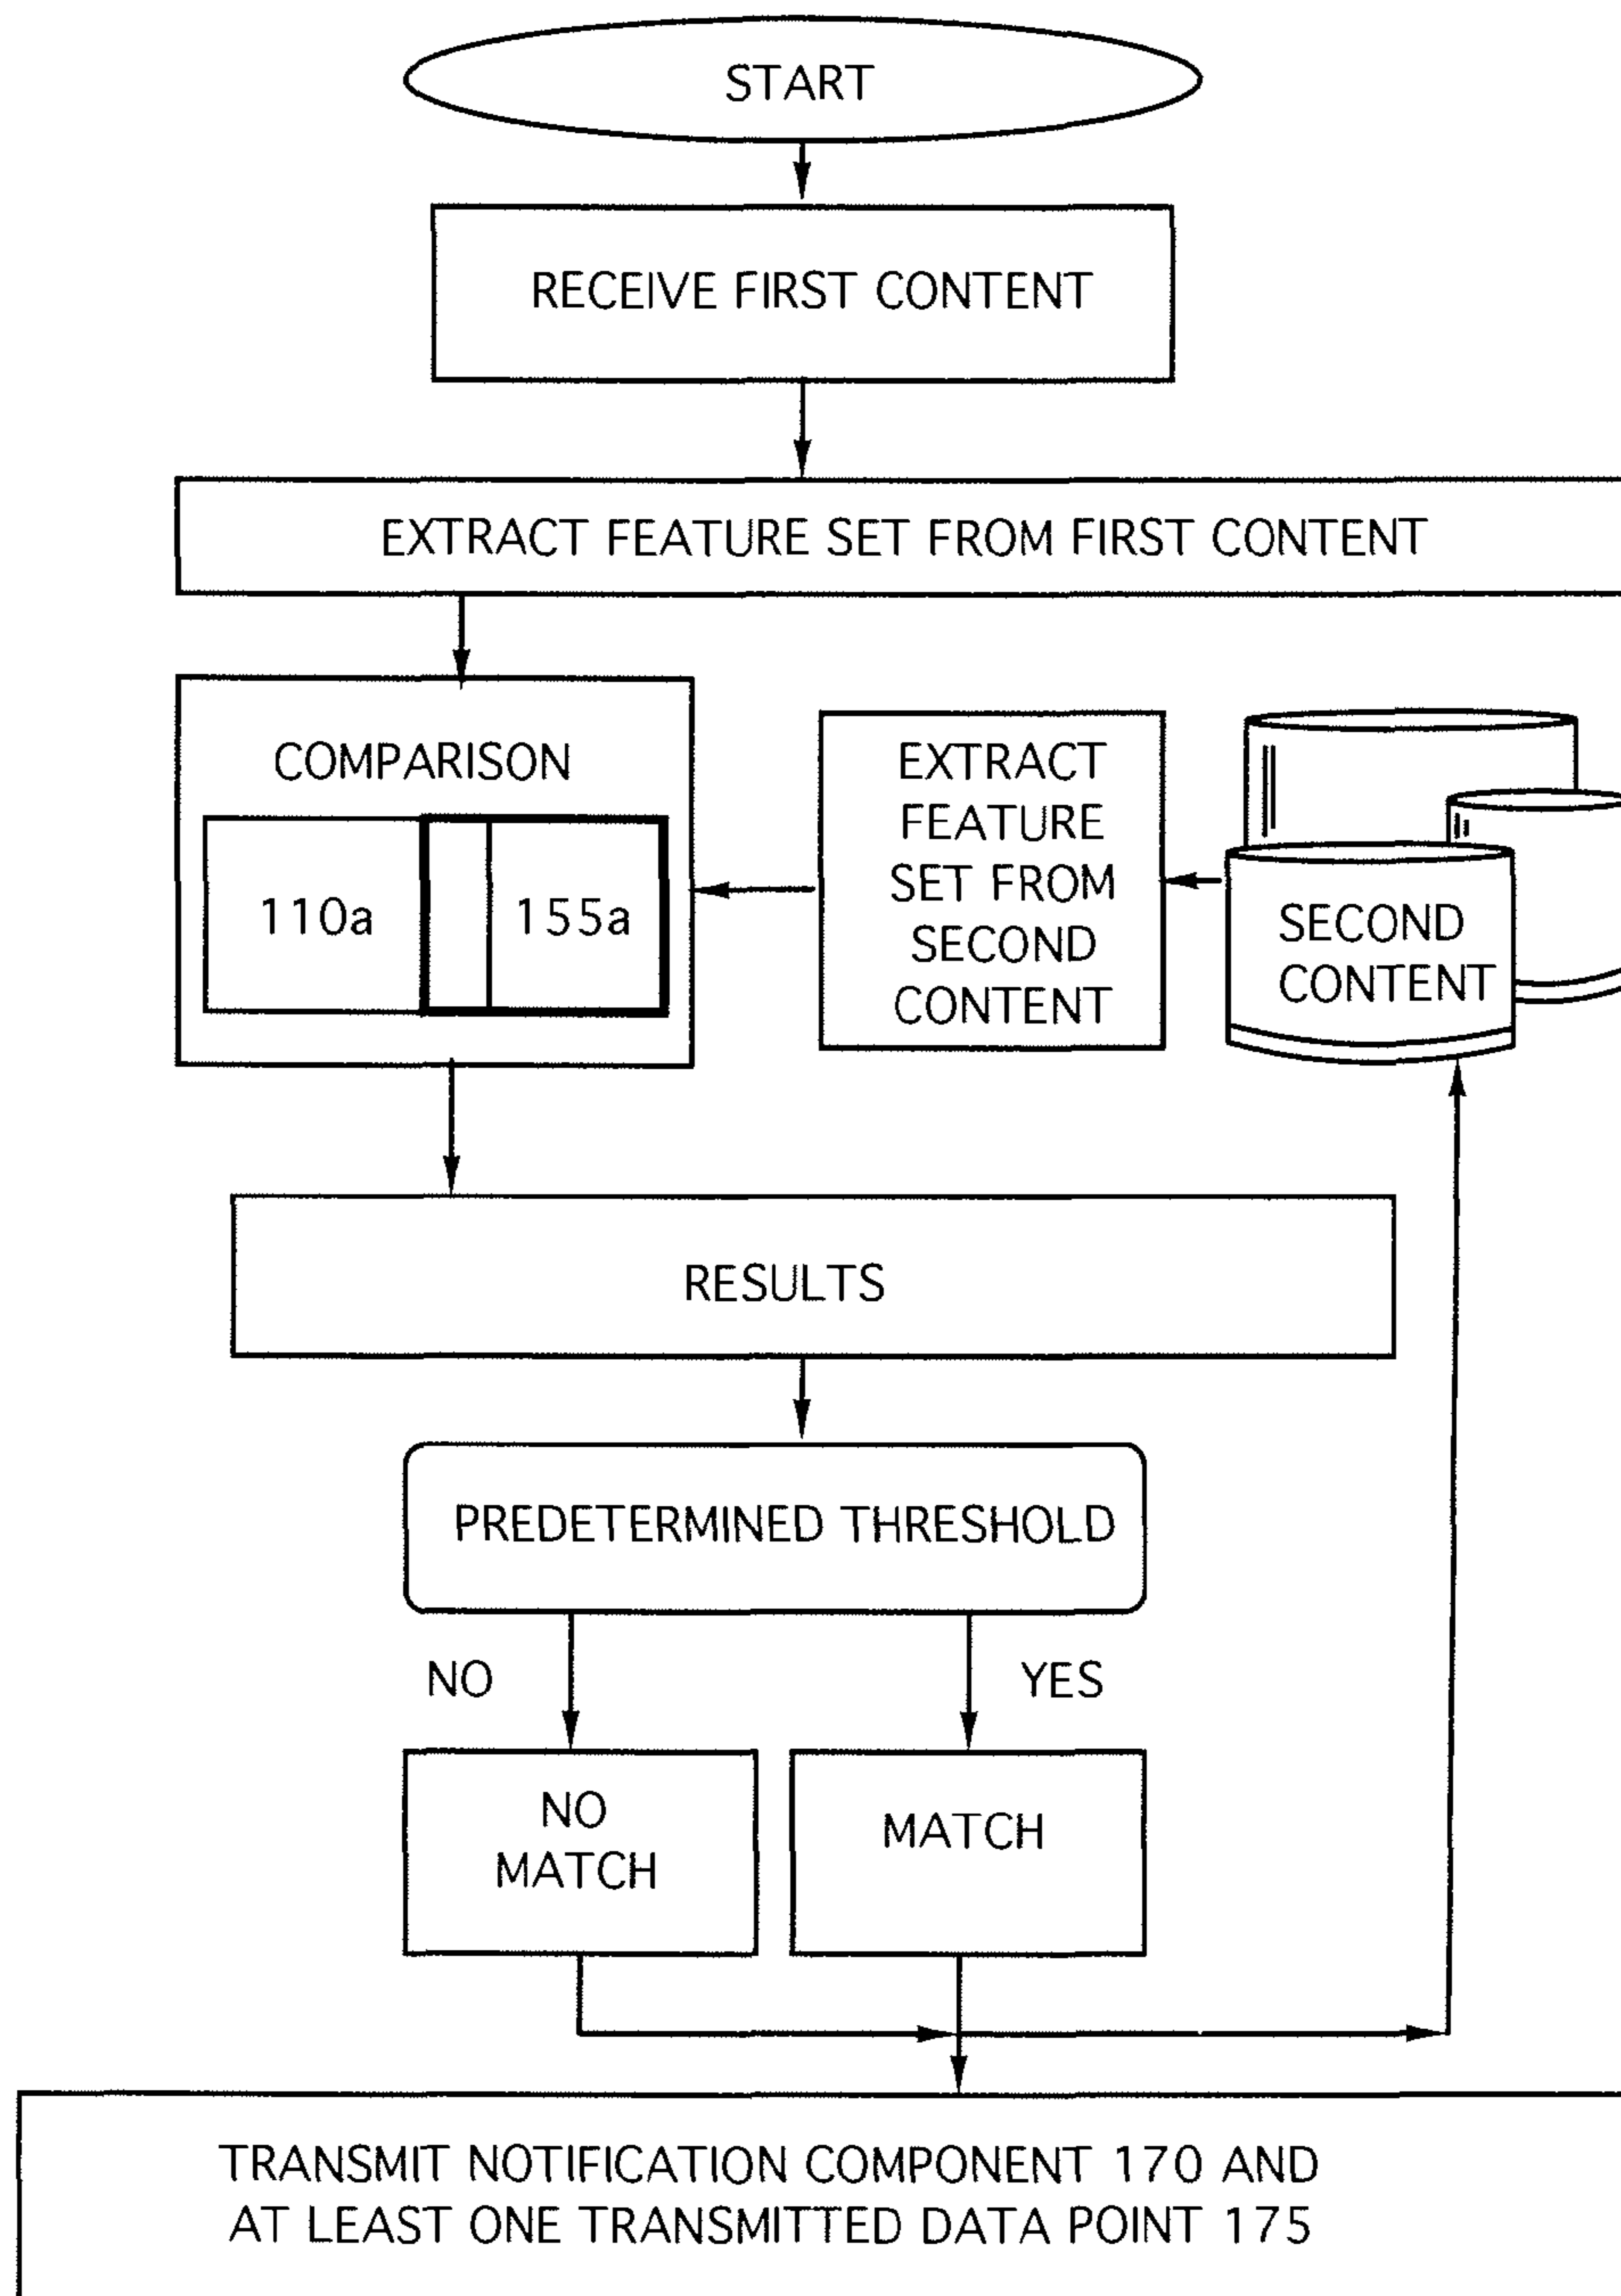 START
RECEIVE FIRST CONTENT
EXTRACT FEATURE SET FROM FIRST CONTENT
COMPARISON
110a
155a
EXTRACT
FEATURE
SET FROM
SECOND
CONTENT
SECOND
CONTENT
RESULTS
PREDETERMINED THRESHOLD
NO
YES
NO
MATCH
MATCH
TRANSMIT NOTIFICATION COMPONENT 170 AND
AT LEAST ONE TRANSMITTED DATA POINT 175